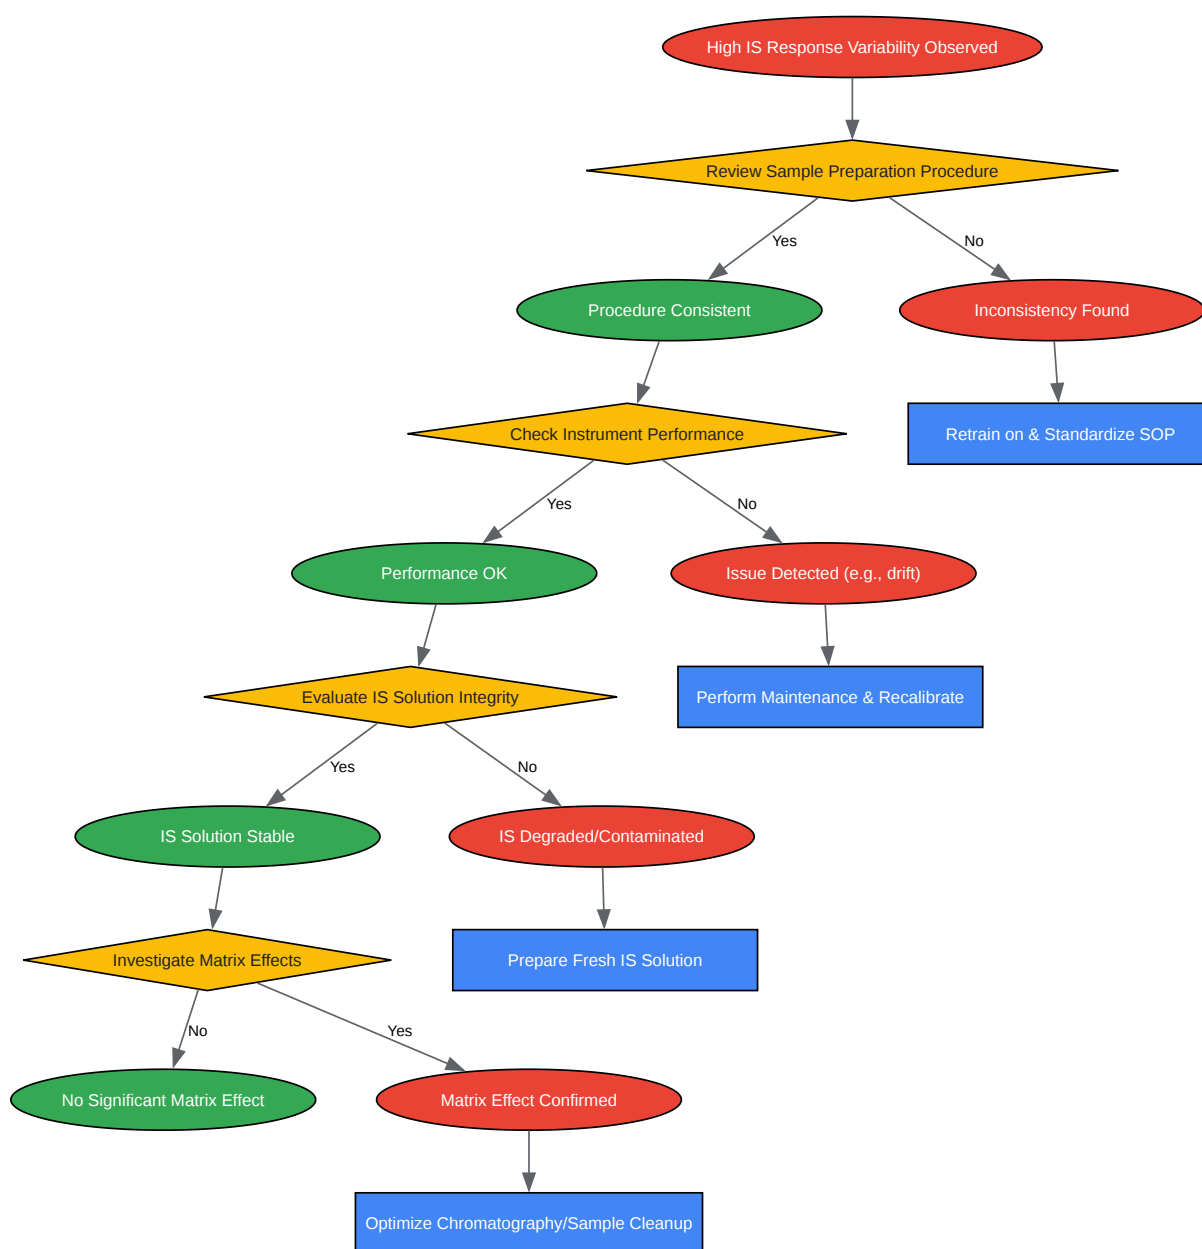 High IS Response Variability Observed
Review Sample Preparation Procedure
Yes
No
Procedure Consistent
Inconsistency Found
Check Instrument Performance
Retrain on & Standardize SOP
Yes
No
Performance OK
Issue Detected (e.g., drift)
Evaluate IS Solution Integrity
Perform Maintenance & Recalibrate
Yes
No
IS Solution Stable
IS Degraded/Contaminated
Investigate Matrix Effects
Prepare Fresh IS Solution
No
Yes
No Significant Matrix Effect
Matrix Effect Confirmed
Optimize Chromatography/Sample Cleanup